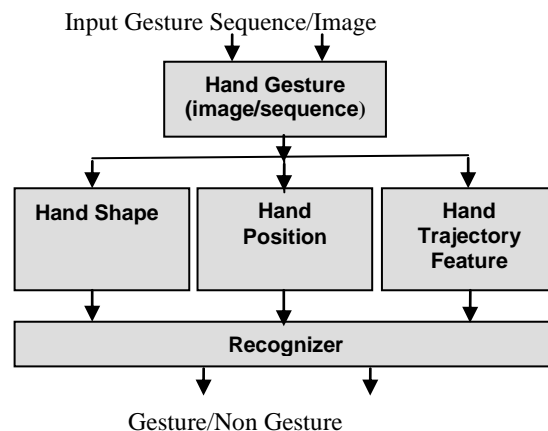 Input Gesture Sequence/Image
Hand Gesture
(image/sequence)
Hand Shape
Hand
Position
Hand
Trajectory
Feature
Recognizer
Gesture/Non Gesture